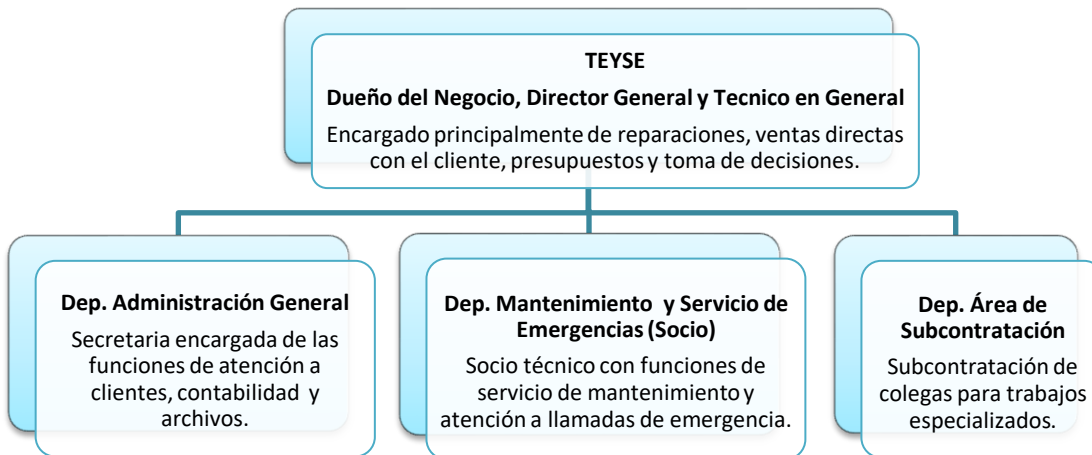 TEYSE
Dueño del Negocio, Director General y Tecnico en General
Encargado principalmente de reparaciones, ventas directas
con el cliente, presupuestos y toma de decisiones.
Dep. Administración General
Secretaria encargada de las
funciones de atención a
clientes, contabilidad y
archivos.
Dep. Mantenimiento y Servicio de
Emergencias (Socio)
Socio técnico con funciones de
servicio de mantenimiento y
atención a llamadas de emergencia.
Dep. Área de
Subcontratación
Subcontratación de
colegas para trabajos
especializados.